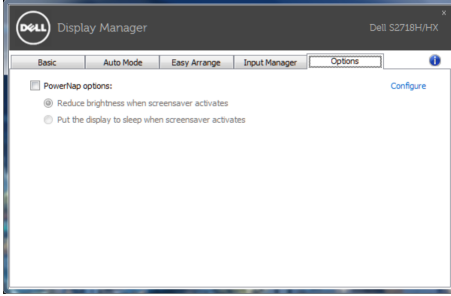 DELL Display Manager Dell S2718H/HX x
Basic Auto Mode Easy Arrange Input Manager Options i
PowerNap options: Configure
Reduce brightness when screensaver activates
Put the display to sleep when screensaver activates